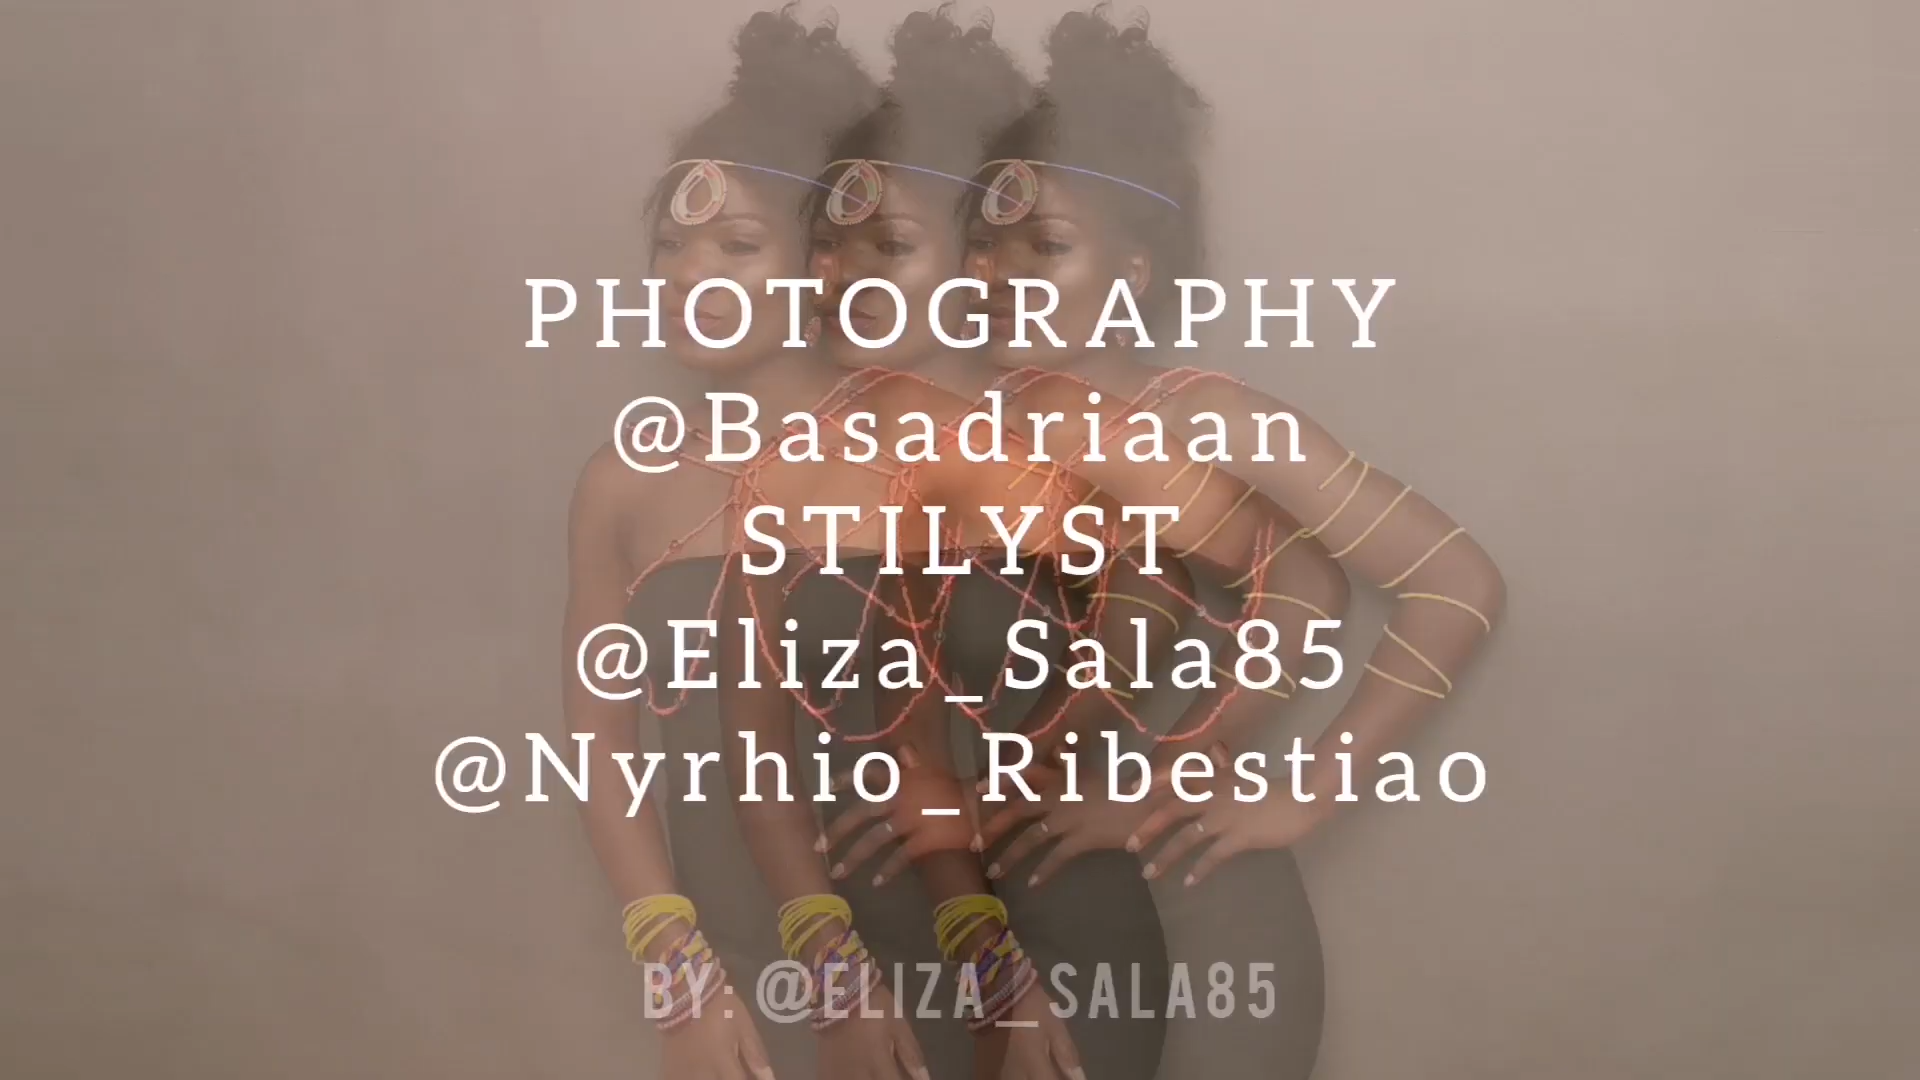 PHOTOGRAPHY
@Basadriaan
STILYST
@Eliza_Sala85
@Nyrhio_Ribestiao
BY: @ELIZA_SALA85